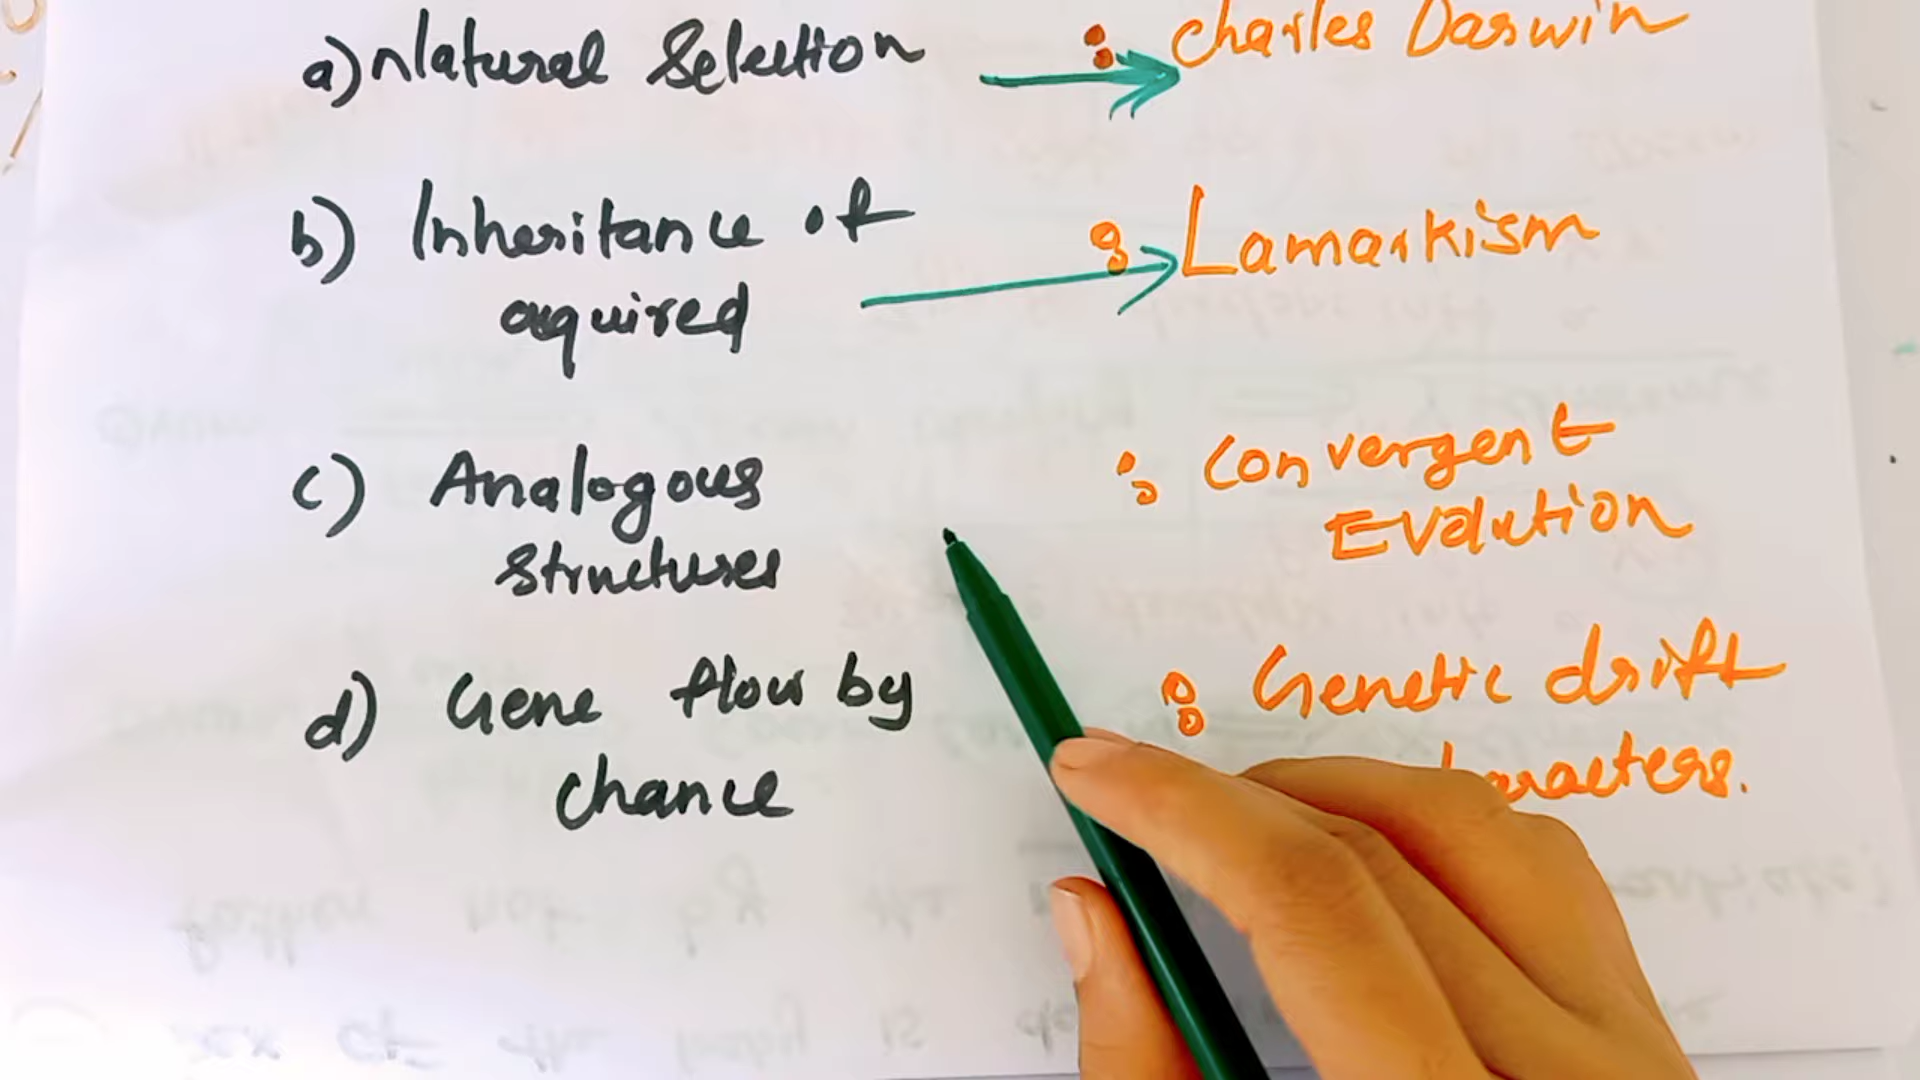 a) Natural Selection : Charles Darwin
b) Inheritance of : Lamarkism
aquired
c) Analogous : Convergent
Structures Evolution
d) Gene flow by : Genetic drift
chance